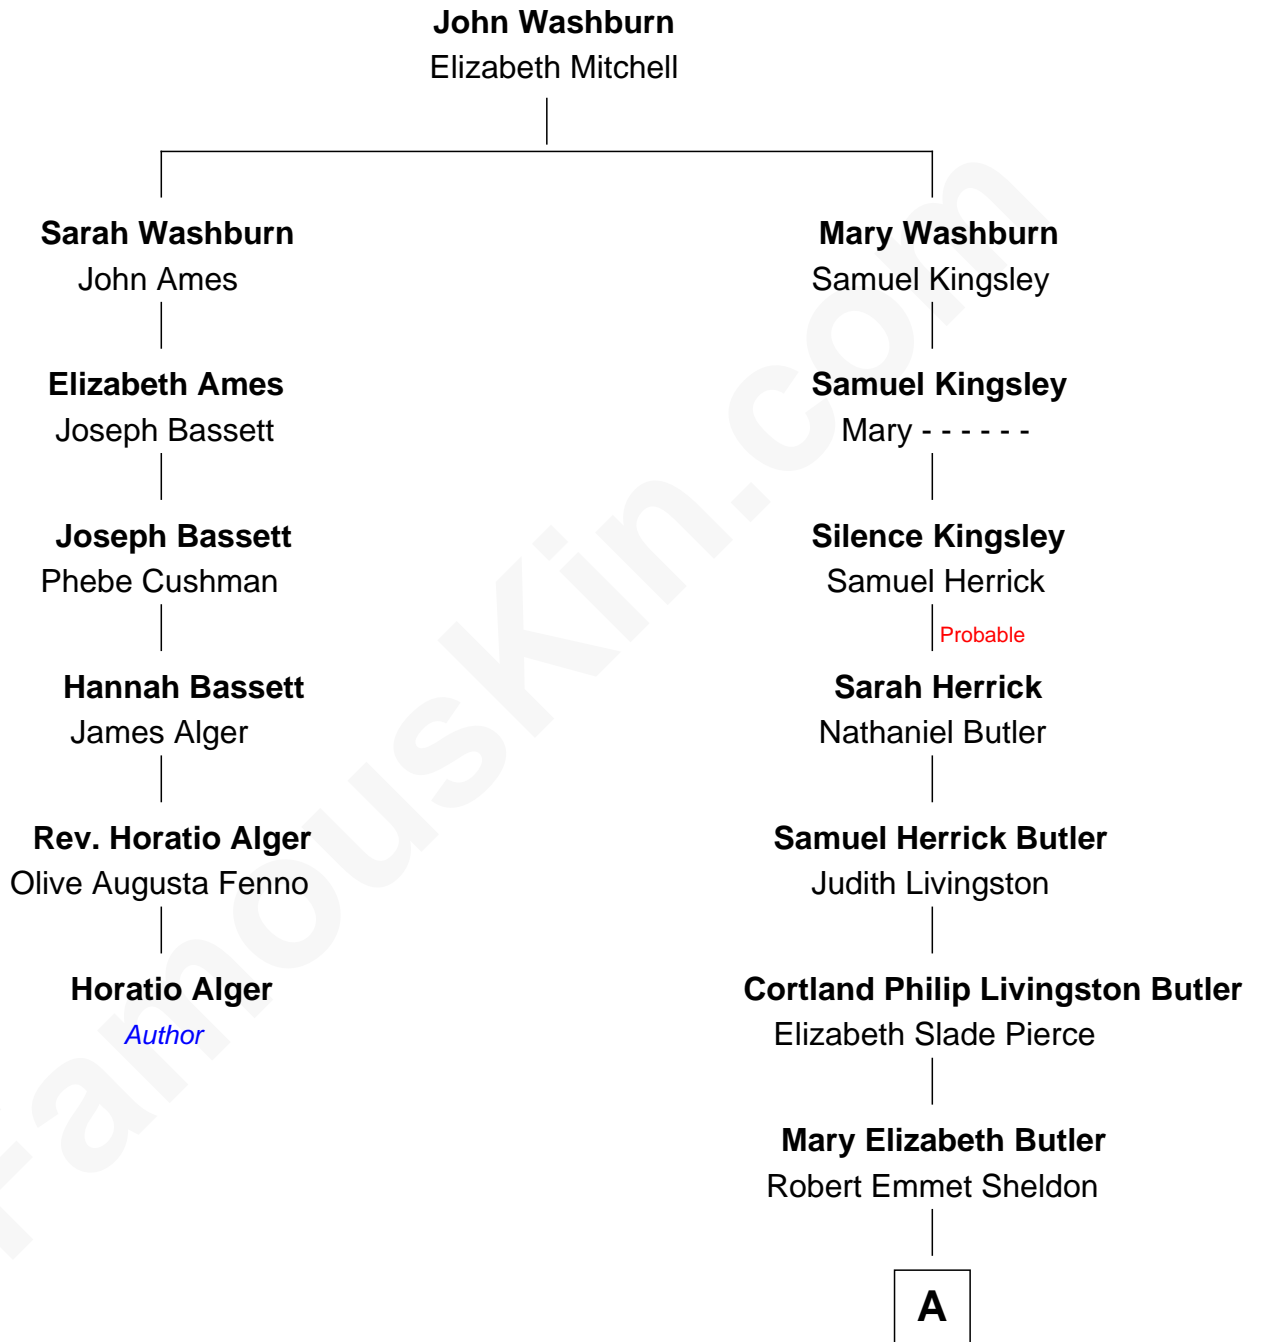 John Washburn
Elizabeth Mitchell
Sarah Washburn
John Ames
Mary Washburn
Samuel Kingsley
Elizabeth Ames
Joseph Bassett
Samuel Kingsley
Mary - - - - - -
Joseph Bassett
Phebe Cushman
Silence Kingsley
Samuel Herrick
Probable
Hannah Bassett
James Alger
Sarah Herrick
Nathaniel Butler
Rev. Horatio Alger
Olive Augusta Fenno
Samuel Herrick Butler
Judith Livingston
Horatio Alger
Author
Cortland Philip Livingston Butler
Elizabeth Slade Pierce
Mary Elizabeth Butler
Robert Emmet Sheldon
A
FamousKin.com